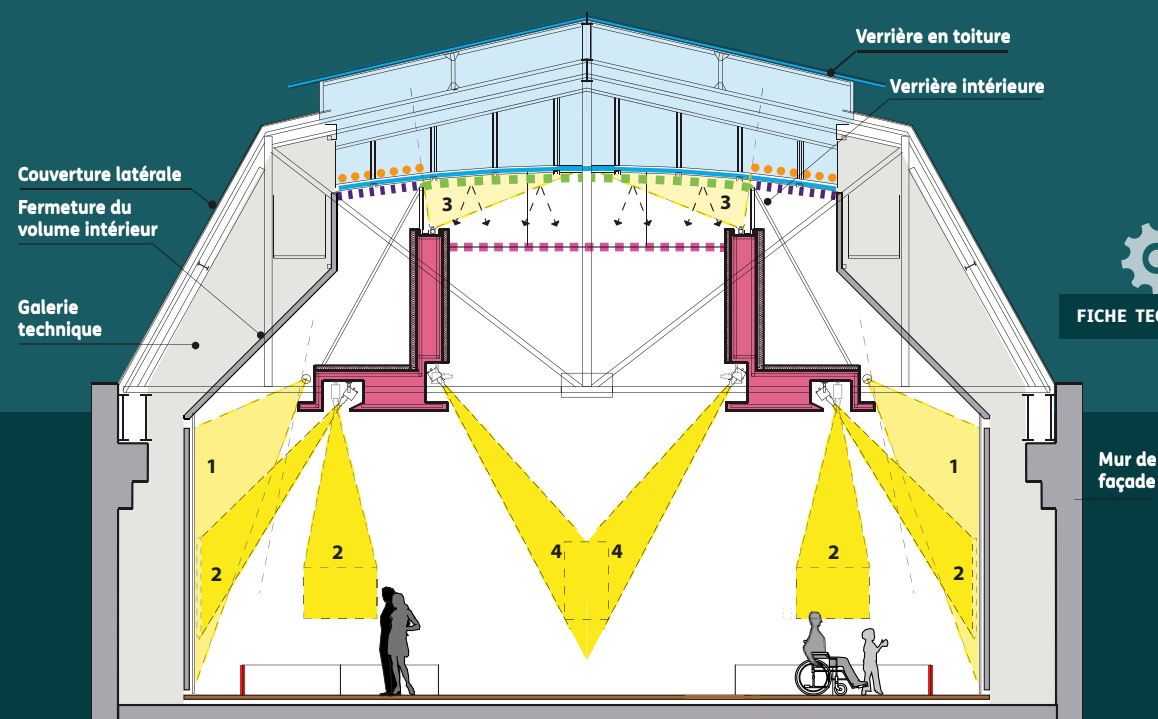 Verrière en toiture
Verrière intérieure
Couverture latérale
Fermeture du
volume intérieur
Galerie
technique
FICHE TEC
Mur de
façade
3
3
1
1
2
2
4
4
2
2